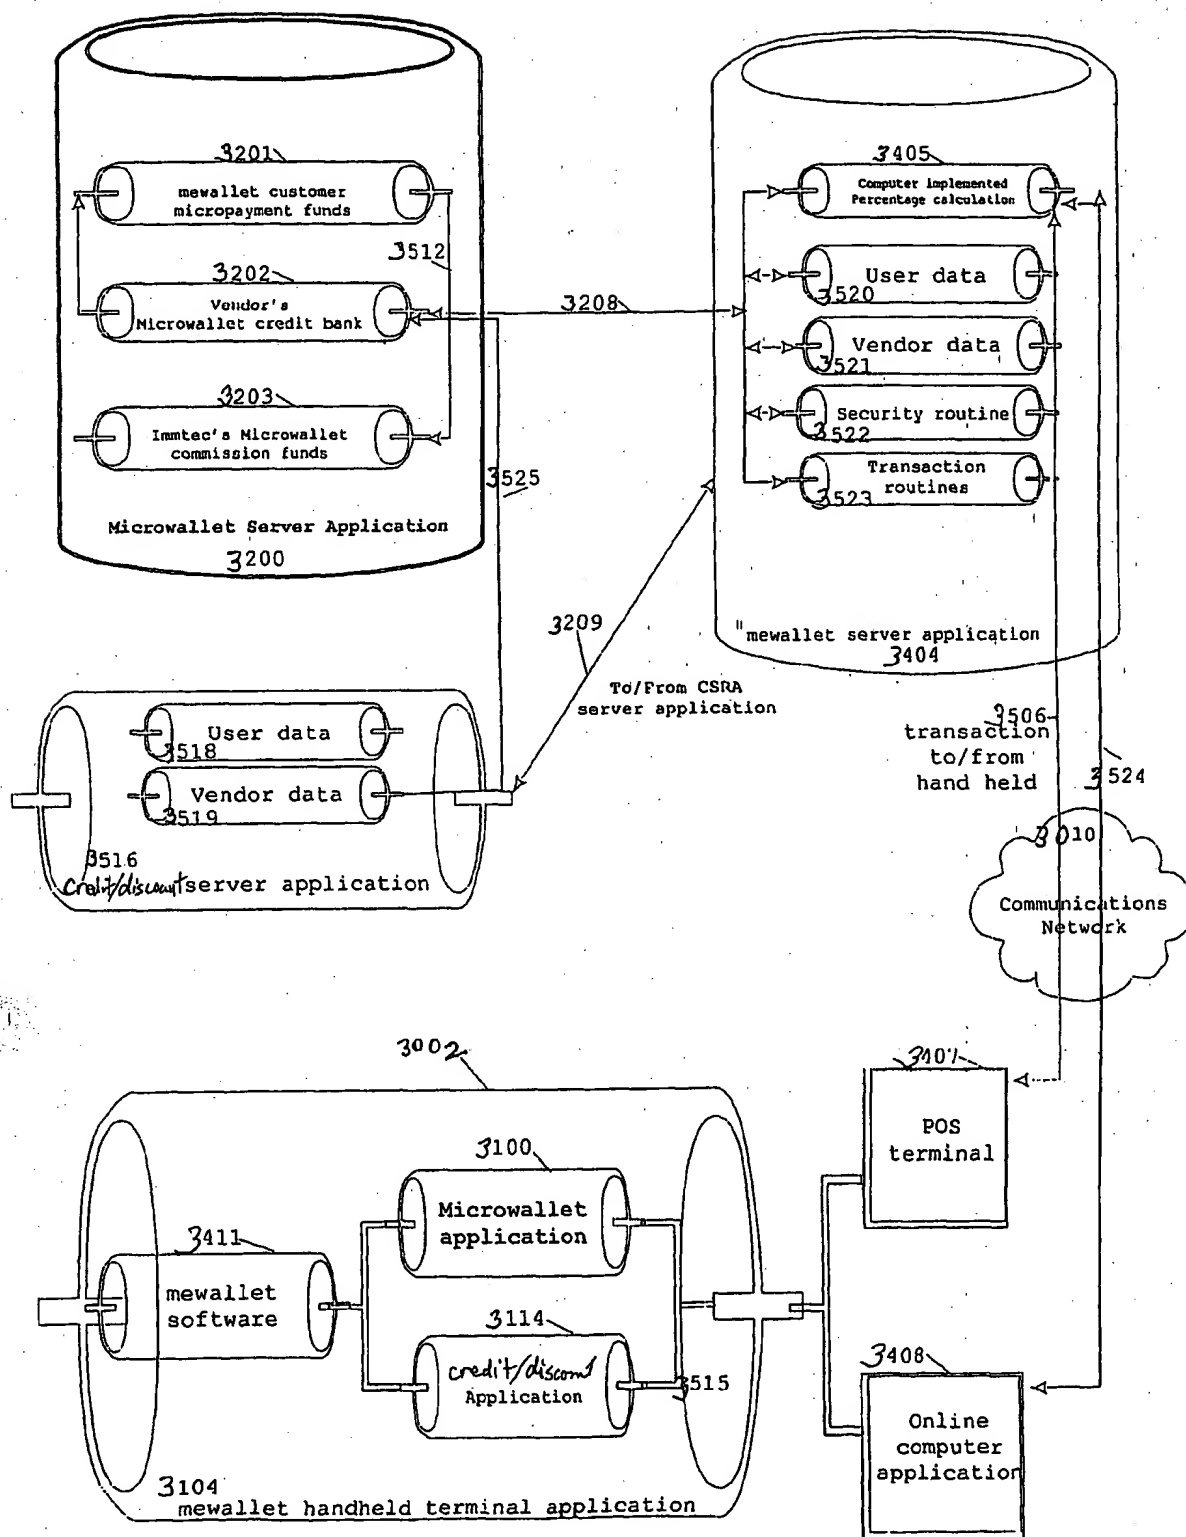 3201
mewallet customer
micropayment funds
3512
3202
Vendor's
Microwallet credit bank
3203
Immtec's Microwallet
commission funds
Microwallet Server Application
3200
3208
3525
3405
Computer implemented
Percentage calculation
User data
3520
Vendor data
3521
Security routine
3522
Transaction
routines
3523
"mewallet server application
3404
3209
To/From CSRA
server application
User data
3518
Vendor data
3519
3516
credit/discount server application
3506
transaction
to/from
hand held
3524
3010
Communications
Network
3002
3100
Microwallet
application
3411
mewallet
software
3114
credit/discount
Application
3515
3104
mewallet handheld terminal application
3407
POS
terminal
3408
Online
computer
application